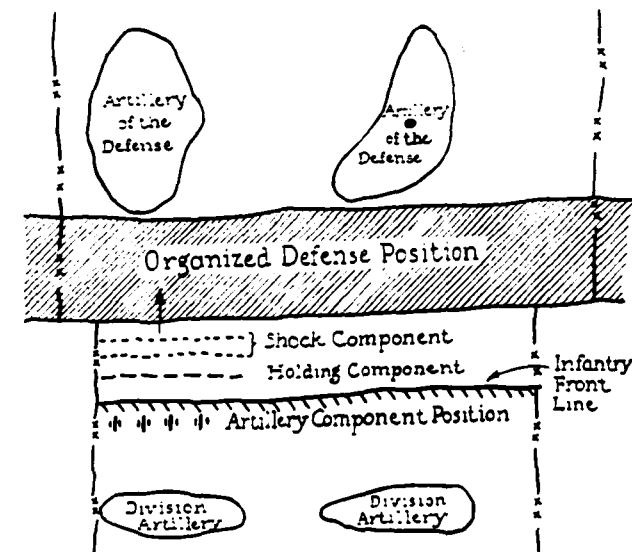 Artillery
of the
Defense
Artillery
of the
Defense
Organized Defense Position
Shock Component
Holding Component
Infantry
Front
Line
Artillery Component Position
Division
Artillery
Division
Artillery